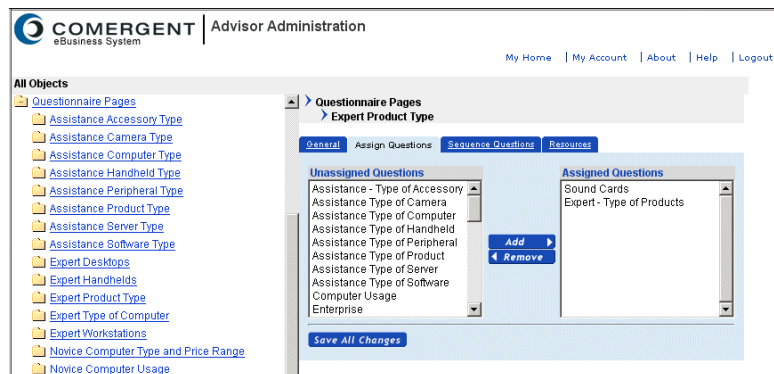 COMERGENT
eBusiness System
Advisor Administration
My Home | My Account | About | Help | Logout
All Objects
Questionnaire Pages
Assistance Accessory Type
Assistance Camera Type
Assistance Computer Type
Assistance Handheld Type
Assistance Peripheral Type
Assistance Product Type
Assistance Server Type
Assistance Software Type
Expert Desktops
Expert Handhelds
Expert Product Type
Expert Type of Computer
Expert Workstations
Novice Computer Type and Price Range
Novice Computer Usage
Questionnaire Pages
Expert Product Type
General Assign Questions Sequence Questions Resources
Unassigned Questions
Assistance - Type of Accessory
Assistance Type of Camera
Assistance Type of Computer
Assistance Type of Handheld
Assistance Type of Peripheral
Assistance Type of Product
Assistance Type of Server
Assistance Type of Software
Computer Usage
Enterprise
Add
Remove
Assigned Questions
Sound Cards
Expert - Type of Products
Save All Changes